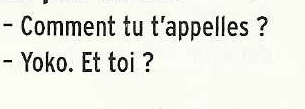 – Comment tu t'appelles ?
– Yoko. Et toi ?